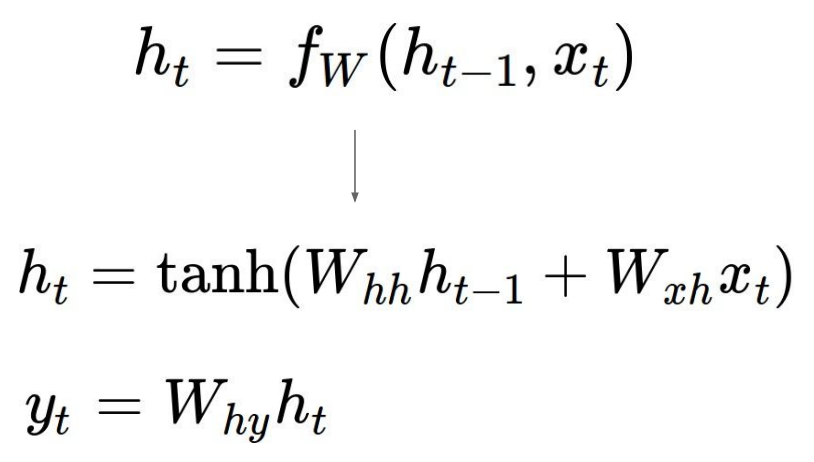 h_t = f_W(h_{t-1}, x_t)
h_t = tanh(W_{hh}h_{t-1} + W_{xh}x_t)
y_t = W_{hy}h_t